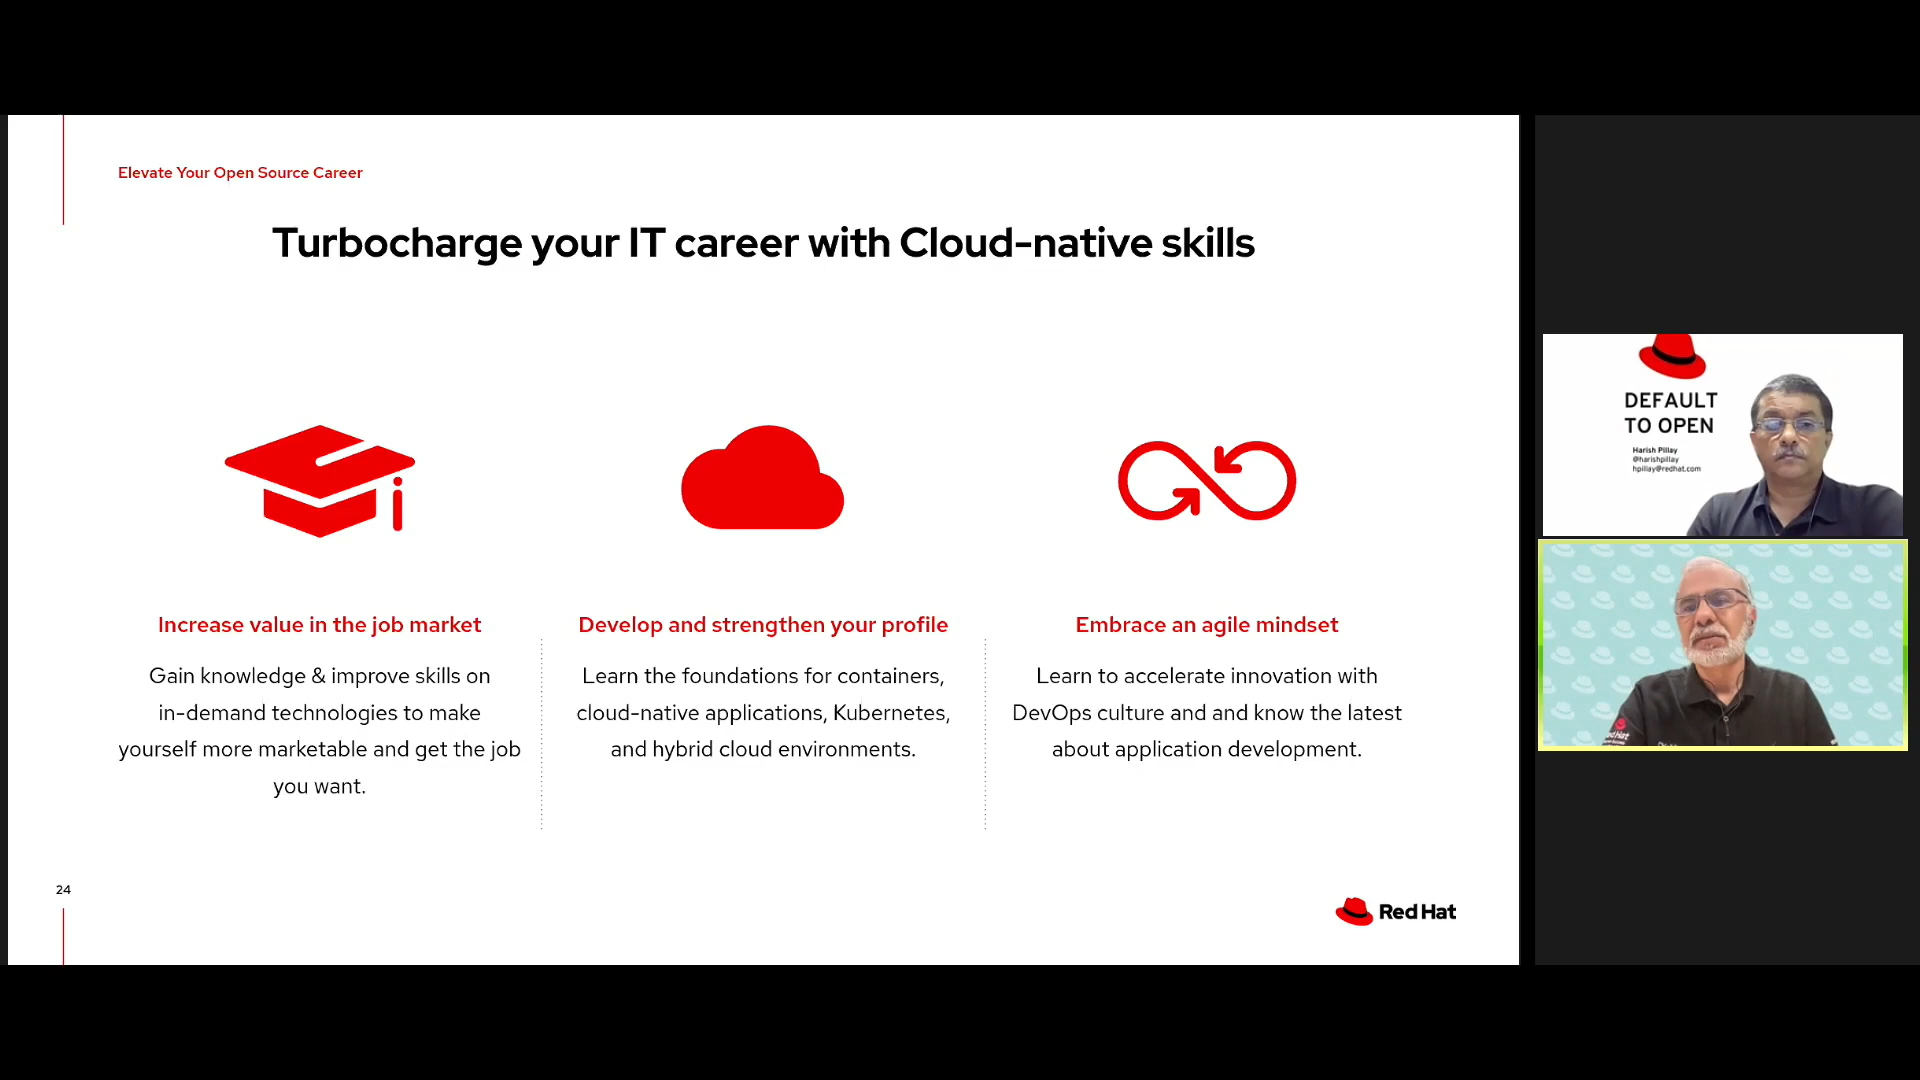 Elevate Your Open Source Career
Turbocharge your IT career with Cloud-native skills
Increase value in the job market
Gain knowledge & improve skills on
in-demand technologies to make
yourself more marketable and get the job
you want.
Develop and strengthen your profile
Learn the foundations for containers,
cloud-native applications, Kubernetes,
and hybrid cloud environments.
Embrace an agile mindset
Learn to accelerate innovation with
DevOps culture and and know the latest
about application development.
24
Red Hat
DEFAULT
TO OPEN
Harish Pillay
@harishpillay
hpillay@redhat.com